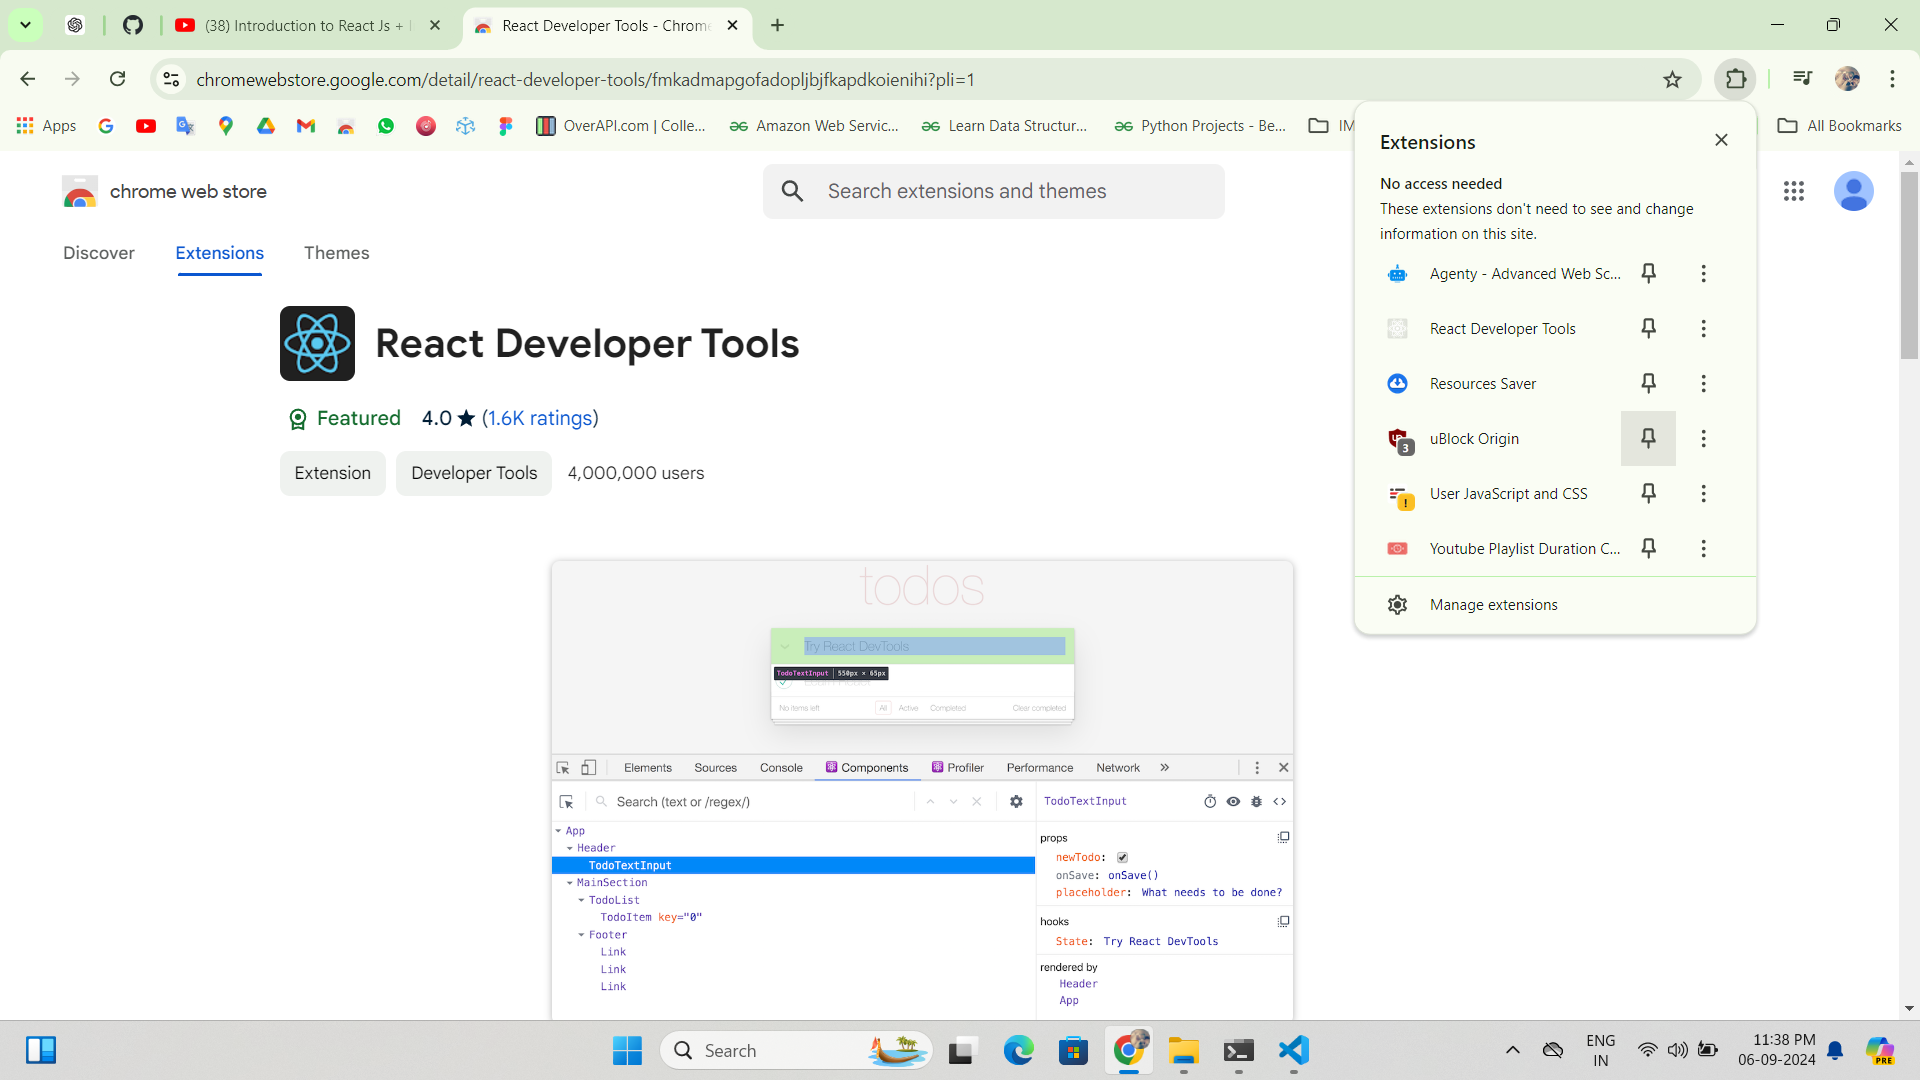 (38) Introduction to React Js +
React Developer Tools - Chrome
chromewebstore.google.com/detail/react-developer-tools/fmkadmapgofadopljbjfkapdkoienihi?pli=1
Apps
OverAPI.com | Colle...
Amazon Web Servic...
Learn Data Structur...
Python Projects - Be...
IM
All Bookmarks
chrome web store
Search extensions and themes
Discover
Extensions
Themes
React Developer Tools
Featured 4.0 ★ (1.6K ratings)
Extension
Developer Tools
4,000,000 users
Extensions
No access needed
These extensions don't need to see and change
information on this site.
Agenty - Advanced Web Sc...
React Developer Tools
Resources Saver
3
uBlock Origin
!
User JavaScript and CSS
Youtube Playlist Duration C...
Manage extensions
todos
Try React DevTools
TodoTextInput | 550px × 65px
No items left
All
Active
Completed
Clear completed
Elements
Sources
Console
Components
Profiler
Performance
Network
Search (text or /regex/)
App
Header
TodoTextInput
MainSection
TodoList
TodoItem key="0"
Footer
Link
Link
Link
TodoTextInput
props
newTodo:
onSave: onSave()
placeholder: What needs to be done?
hooks
State: Try React DevTools
rendered by
Header
App
Search
ENG
IN
11:38 PM
06-09-2024
PRE